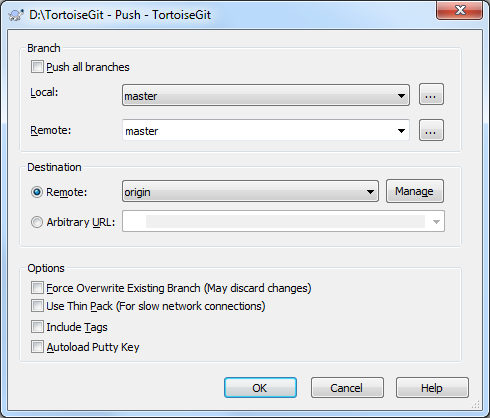 D:\TortoiseGit - Push - TortoiseGit
Branch
Push all branches
Local:
master
...
Remote:
master
...
Destination
Remote:
origin
Manage
Arbitrary URL:
Options
Force Overwrite Existing Branch (May discard changes)
Use Thin Pack (For slow network connections)
Include Tags
Autoload Putty Key
OK
Cancel
Help